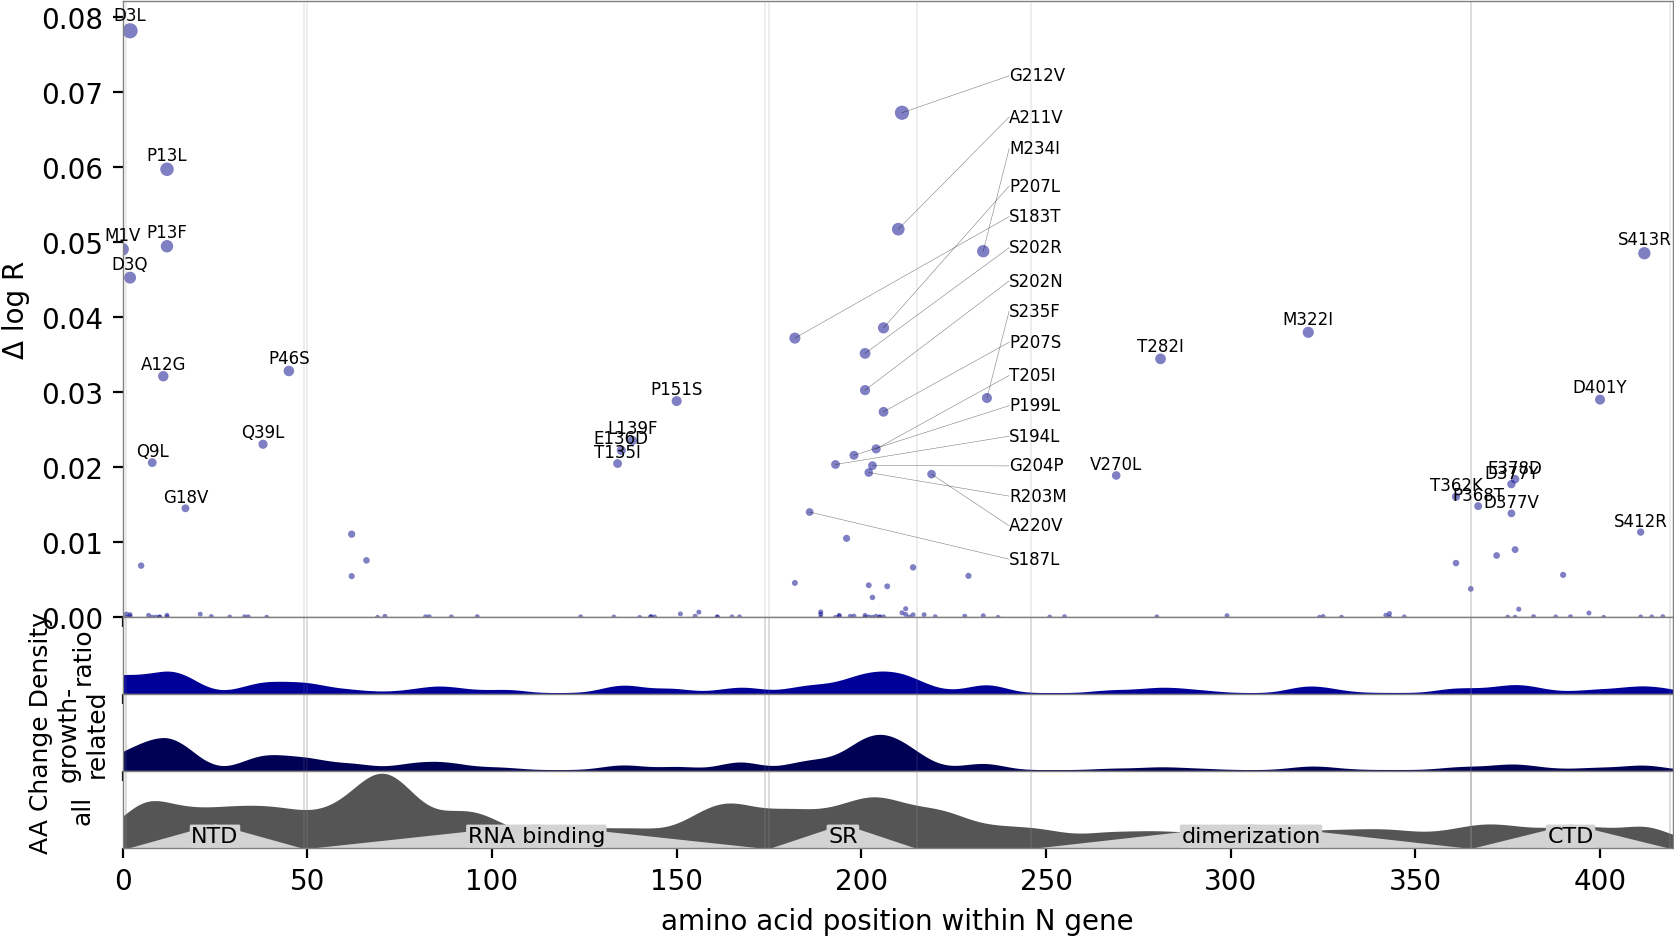 0.08
0.07
0.06
0.05
0.04
0.03
0.02
0.01
0.00
Δ log R
D3L
P13L
M1V
P13F
D3Q
A12G
P46S
Q39L
Q9L
G18V
P151S
L139F
E136D
T135I
G212V
A211V
M234I
P207L
S183T
S202R
S202N
S235F
P207S
T205I
P199L
S194L
G204P
R203M
A220V
S187L
V270L
T282I
M322I
S413R
D401Y
E378D
D377Y
T362K
P368T
D377V
S412R
AA Change Density
ratio
growth-
related
all
NTD
RNA binding
SR
dimerization
CTD
0
50
100
150
200
250
300
350
400
amino acid position within N gene